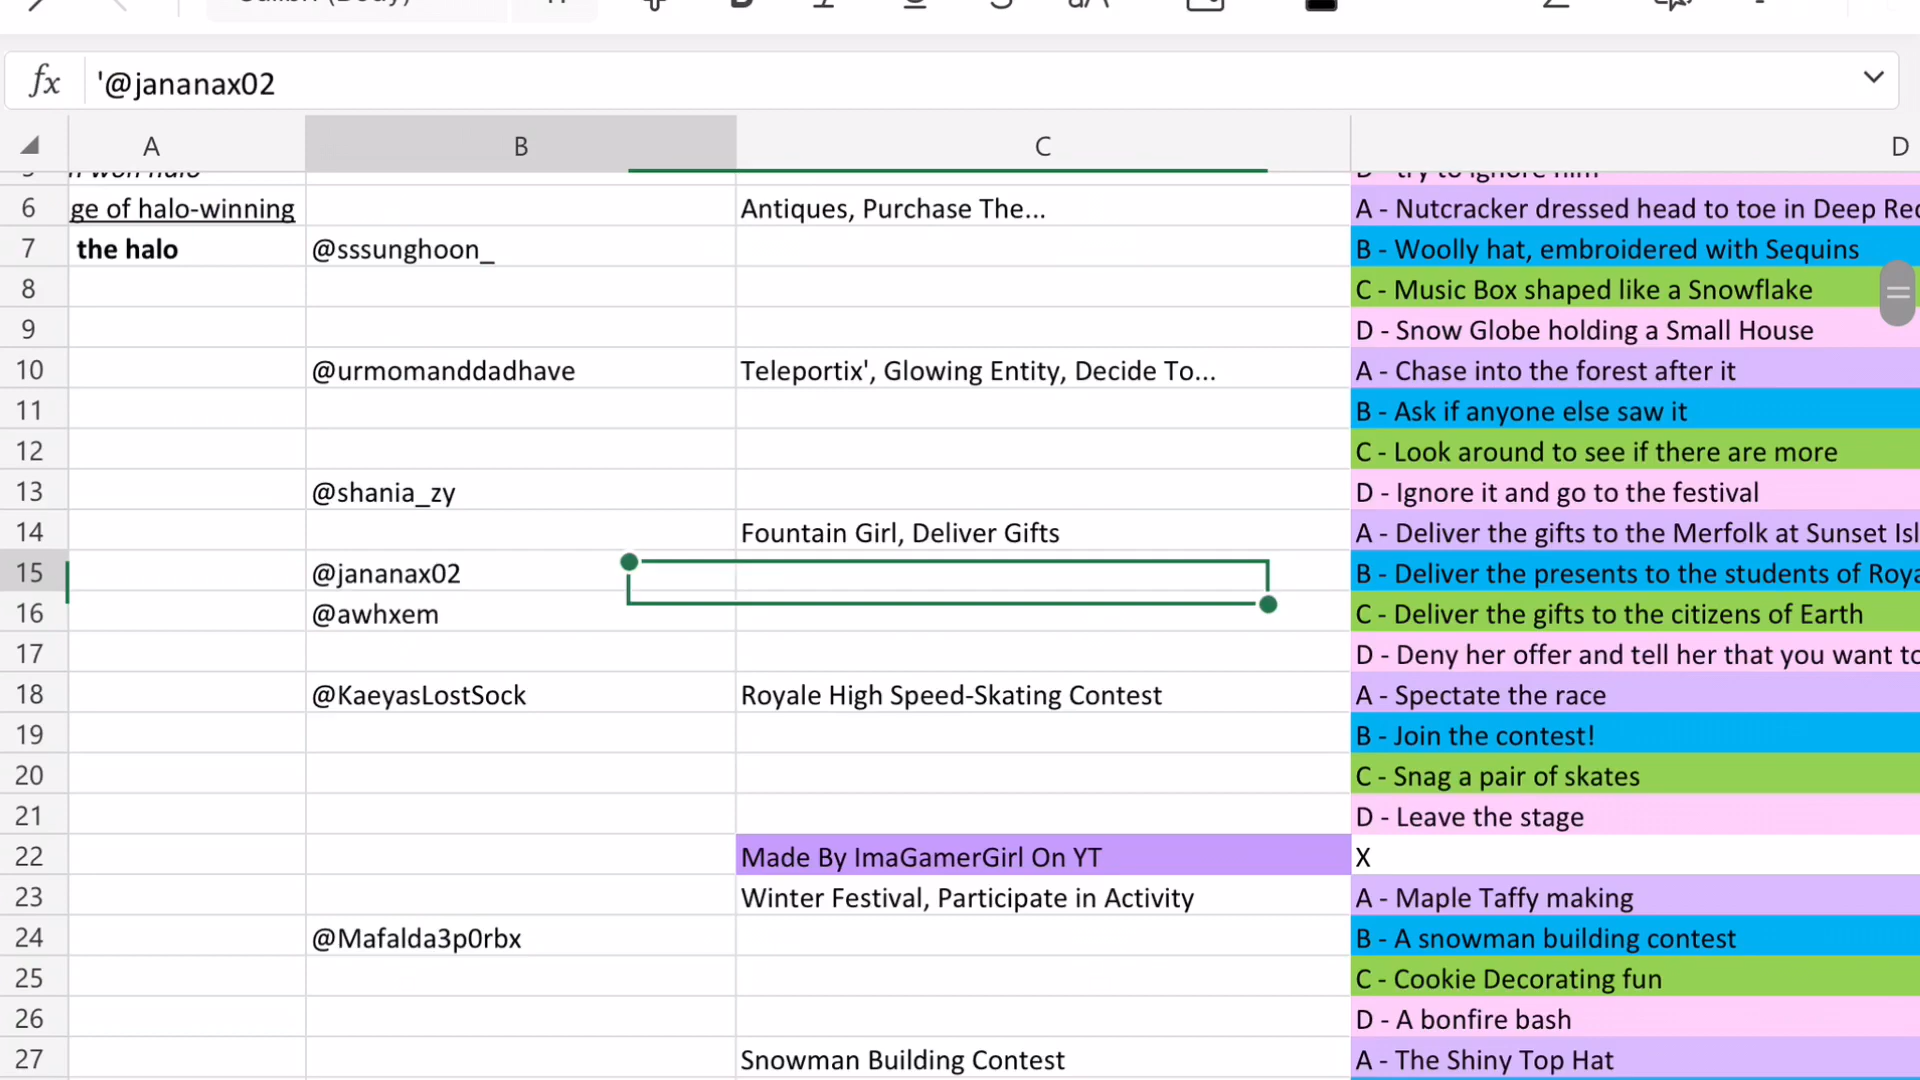 fx '@jananax02
A B C D
6 ge of halo-winning Antiques, Purchase The... A - Nutcracker dressed head to toe in Deep Red
7 the halo @sssunghoon_ B - Woolly hat, embroidered with Sequins
8 C - Music Box shaped like a Snowflake
9 D - Snow Globe holding a Small House
10 @urmomanddadhave Teleportix', Glowing Entity, Decide To... A - Chase into the forest after it
11 B - Ask if anyone else saw it
12 C - Look around to see if there are more
13 @shania_zy D - Ignore it and go to the festival
14 Fountain Girl, Deliver Gifts A - Deliver the gifts to the Merfolk at Sunset Isl
15 @jananax02 B - Deliver the presents to the students of Roya
16 @awhxem C - Deliver the gifts to the citizens of Earth
17 D - Deny her offer and tell her that you want to
18 @KaeyasLostSock Royale High Speed-Skating Contest A - Spectate the race
19 B - Join the contest!
20 C - Snag a pair of skates
21 D - Leave the stage
22 Made By ImaGamerGirl On YT X
23 Winter Festival, Participate in Activity A - Maple Taffy making
24 @Mafalda3p0rbx B - A snowman building contest
25 C - Cookie Decorating fun
26 D - A bonfire bash
27 Snowman Building Contest A - The Shiny Top Hat